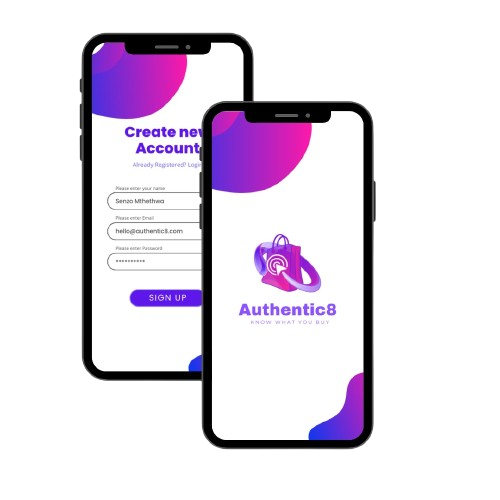 Create new
Account
Already Registered? Login
Please enter your name
Senzo Mthethwa
Please enter Email
hello@authentic8.com
Please enter Password
**********
SIGN UP
Authentic8
KNOW WHAT YOU BUY